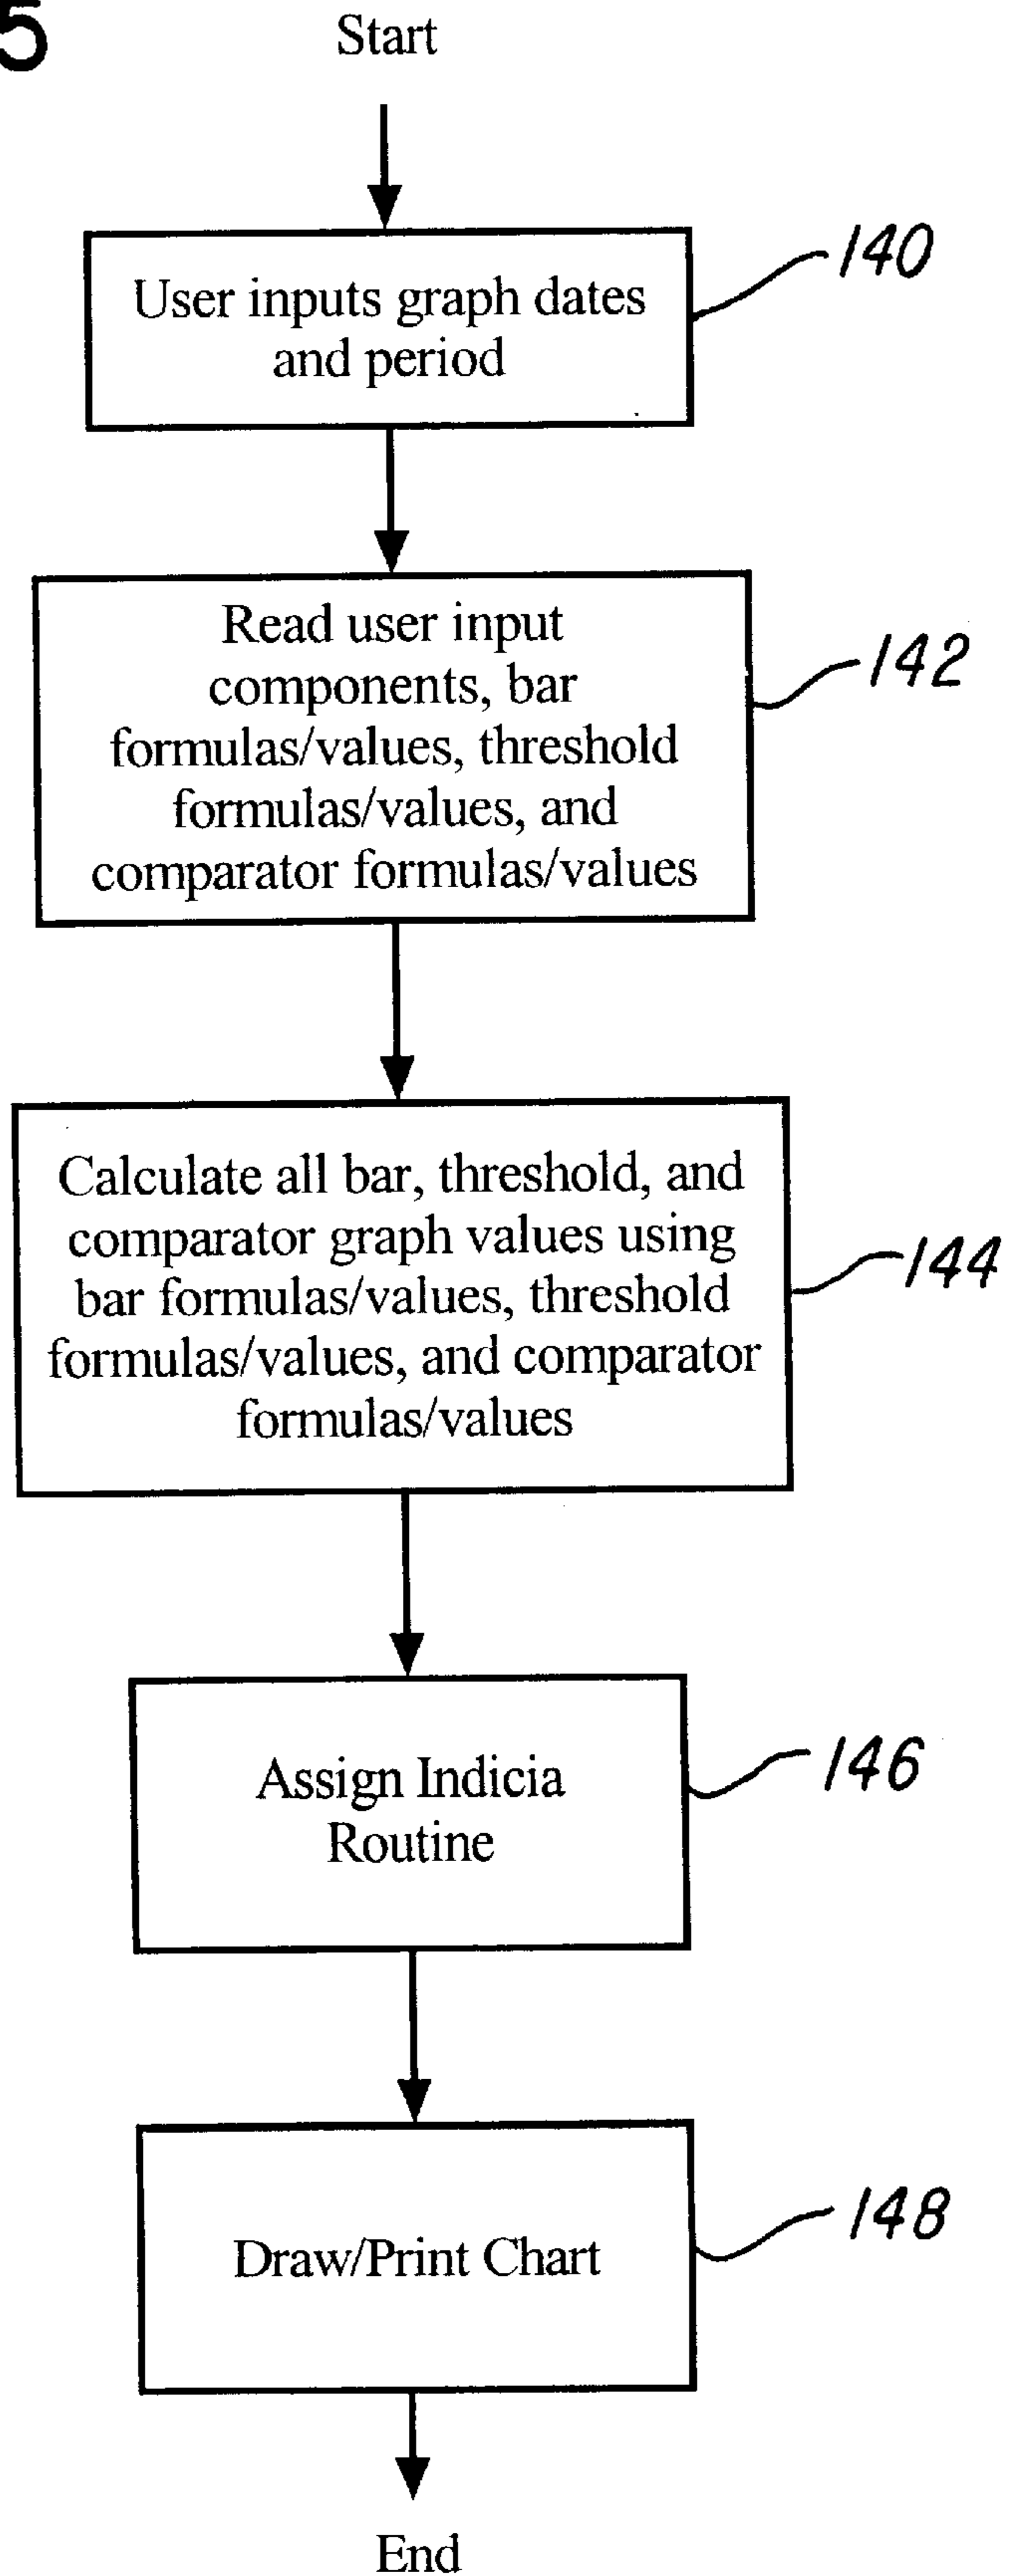 5
Start
140
User inputs graph dates
and period
142
Read user input
components, bar
formulas/values, threshold
formulas/values, and
comparator formulas/values
144
Calculate all bar, threshold, and
comparator graph values using
bar formulas/values, threshold
formulas/values, and comparator
formulas/values
146
Assign Indicia
Routine
148
Draw/Print Chart
End